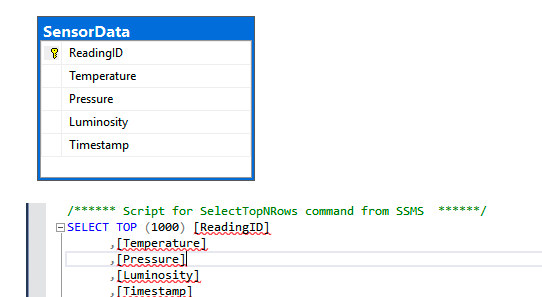 SensorData
ReadingID
Temperature
Pressure
Luminosity
Timestamp
/****** Script for SelectTopNRows command from SSMS  ******/
SELECT TOP (1000) [ReadingID]
,[Temperature]
,[Pressure]
,[Luminosity]
,[Timestamp]